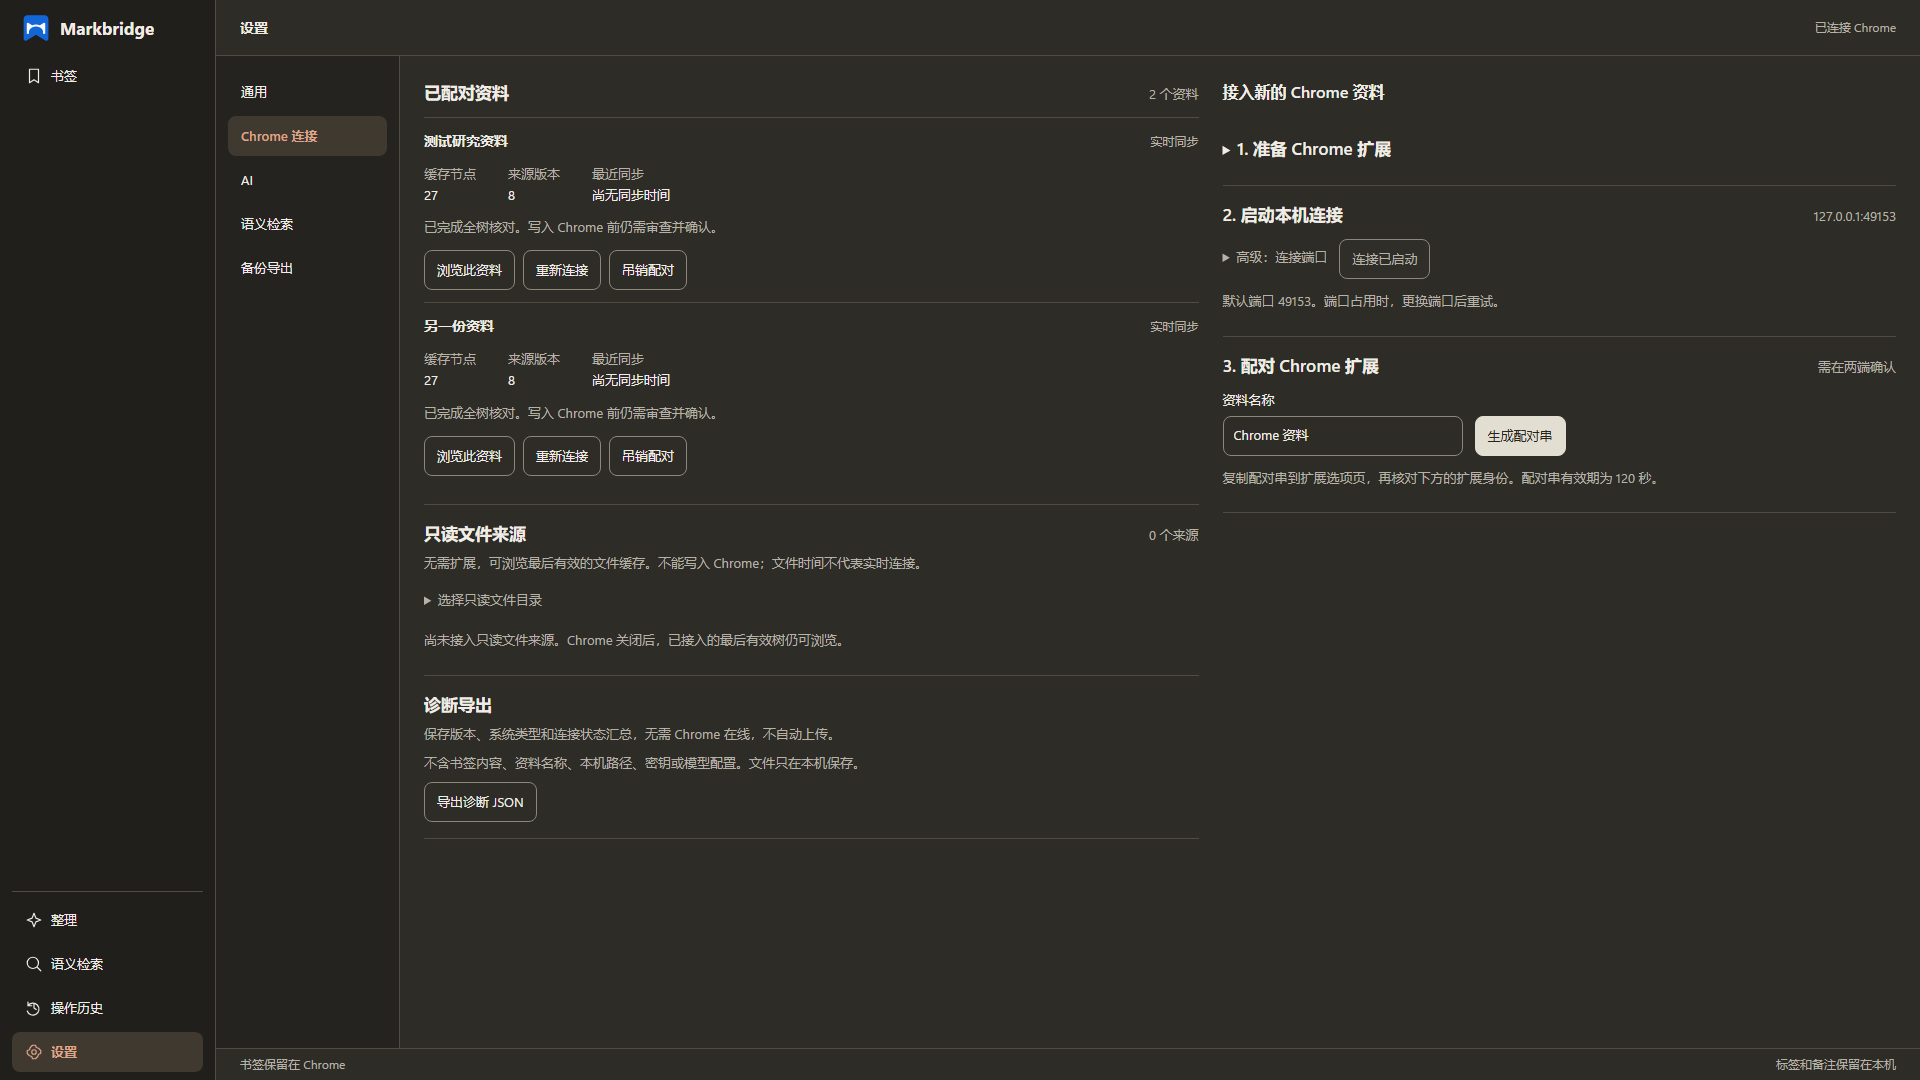 Markbridge
书签
整理
语义检索
操作历史
设置
设置
已连接 Chrome
通用
Chrome 连接
AI
语义检索
备份导出
已配对资料
2 个资料
测试研究资料
实时同步
缓存节点 来源版本 最近同步
27 8 尚无同步时间
已完成全树核对。写入 Chrome 前仍需审查并确认。
浏览此资料 重新连接 吊销配对
另一份资料
实时同步
缓存节点 来源版本 最近同步
27 8 尚无同步时间
已完成全树核对。写入 Chrome 前仍需审查并确认。
浏览此资料 重新连接 吊销配对
只读文件来源
0 个来源
无需扩展，可浏览最后有效的文件缓存。不能写入 Chrome；文件时间不代表实时连接。
选择只读文件目录
尚未接入只读文件来源。Chrome 关闭后，已接入的最后有效树仍可浏览。
诊断导出
保存版本、系统类型和连接状态汇总，无需 Chrome 在线，不自动上传。
不含书签内容、资料名称、本机路径、密钥或模型配置。文件只在本机保存。
导出诊断 JSON
接入新的 Chrome 资料
1. 准备 Chrome 扩展
2. 启动本机连接
127.0.0.1:49153
高级：连接端口 连接已启动
默认端口 49153。端口占用时，更换端口后重试。
3. 配对 Chrome 扩展
需在两端确认
资料名称
Chrome 资料 生成配对串
复制配对串到扩展选项页，再核对下方的扩展身份。配对串有效期为 120 秒。
书签保留在 Chrome
标签和备注保留在本机